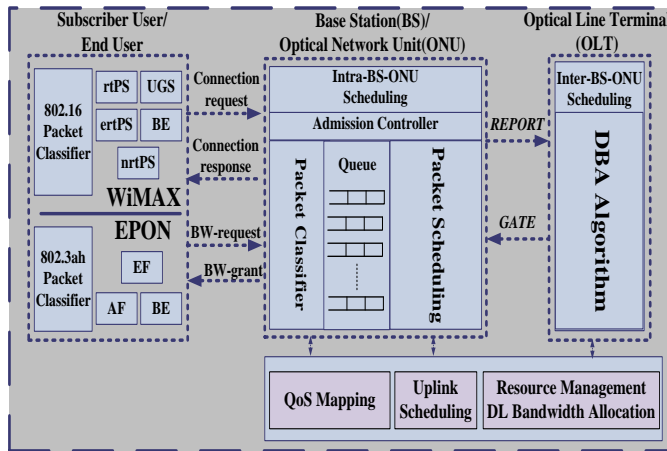 Subscriber User/
End User
Base Station(BS)/
Optical Network Unit(ONU)
Optical Line Terminal
(OLT)
802.16
Packet
Classifier
rtPS
UGS
ertPS
BE
nrtPS
WiMAX
EPON
802.3ah
Packet
Classifier
EF
AF
BE
Connection
request
Connection
response
BW-request
BW-grant
Intra-BS-ONU
Scheduling
Admission Controller
Packet Classifier
Queue
Packet Scheduling
REPORT
GATE
Inter-BS-ONU
Scheduling
DBA Algorithm
QoS Mapping
Uplink
Scheduling
Resource Management
DL Bandwidth Allocation